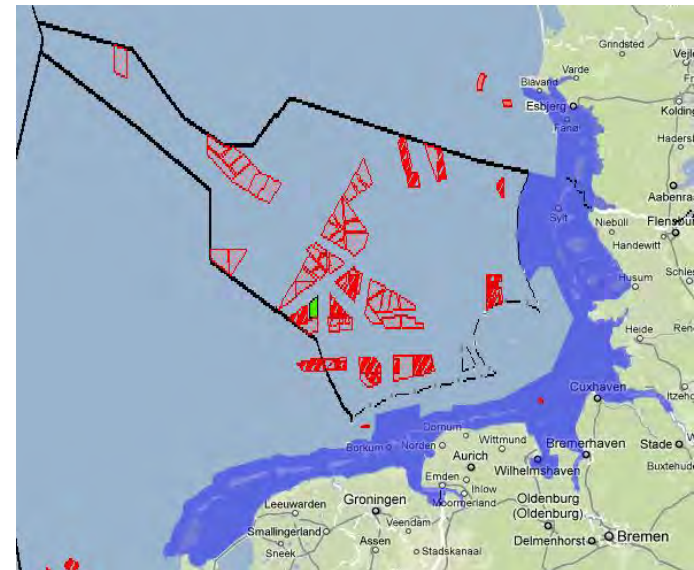 Grindsted
Vejle
Varde
Blåvand
Esbjerg
Kolding
Fanø
Haders
Aabenraa
Sylt
Niebüll
Flensbu
Handewitt
Schles
Husum
Heide
Ren
Cuxhaven
Itzeho
Dornum
Norden
Wittmund
Borkum
Aurich
Bremerhaven
Stade
Wilhelmshaven
Buxtehude
Emden
Ihlow
Moormerland
Leeuwarden
Groningen
Oldenburg
(Oldenburg)
Smallingerland
Veendam
Bremen
Delmenhorst
Assen
Sneek
Stadskanaal